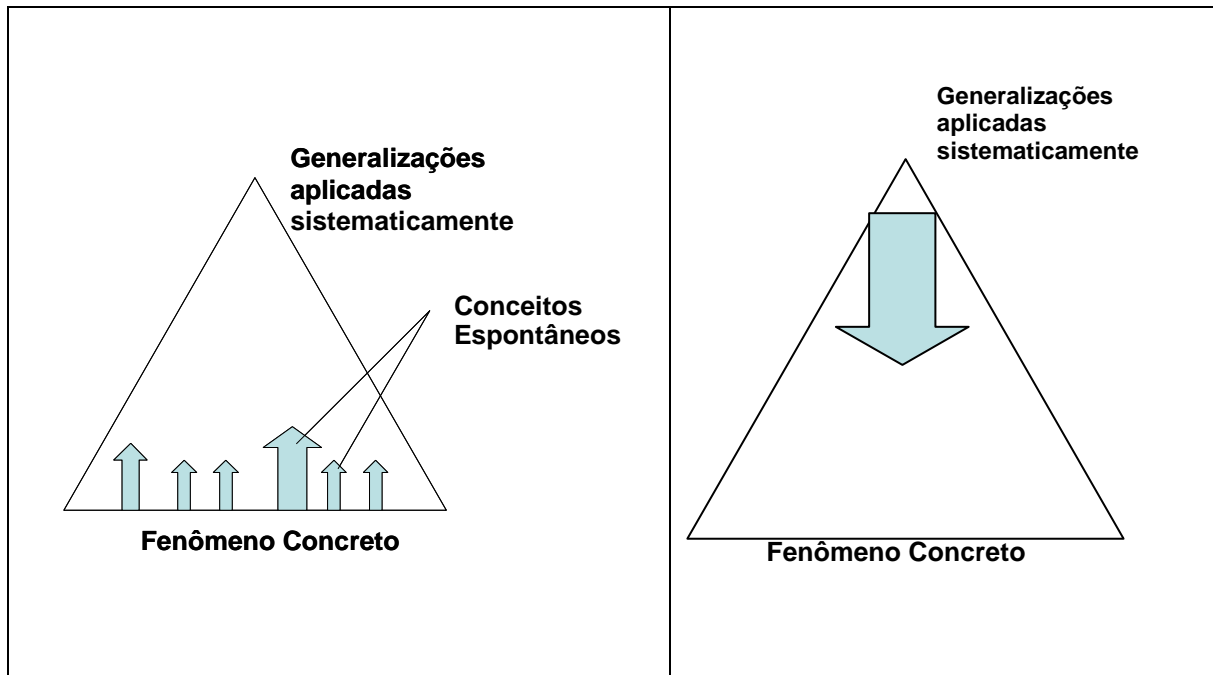 Generalizações
aplicadas
sistematicamente
Conceitos
Espontâneos
Fenômeno Concreto
Generalizações
aplicadas
sistematicamente
Fenômeno Concreto